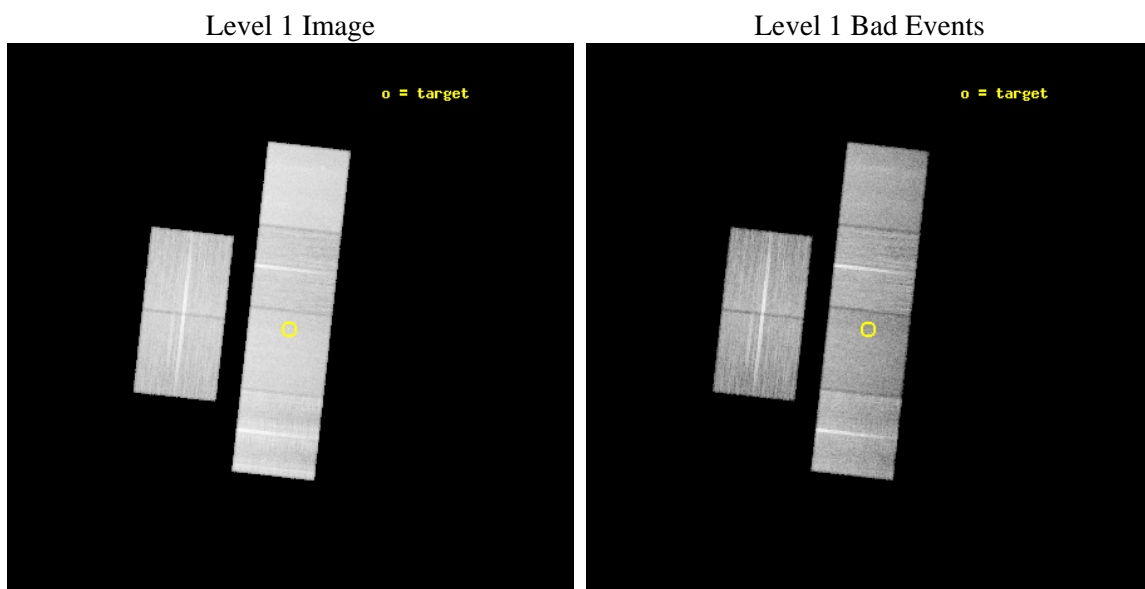 Level 1 Image
Level 1 Bad Events
o = target
o = target